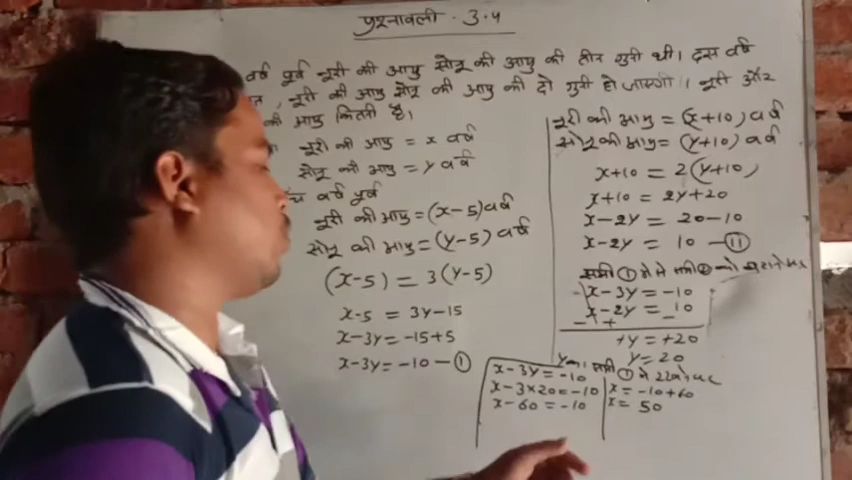 प्रश्नावली 3.4
वर्ष पूर्व नूरी की आयु सोनू की आयु की तीन गुनी थी। दस वर्ष
नूरी की आयु सोनू की आयु की दो गुनी हो जाएगी। नूरी और
की आयु कितनी है।
नूरी की आयु = x वर्ष
सोनू की आयु = y वर्ष
वर्ष पूर्व
नूरी की आयु = (x-5) वर्ष
सोनू की आयु = (y-5) वर्ष
(x-5) = 3(y-5)
x-5 = 3y-15
x-3y = -15+5
x-3y = -10 — ①
नूरी की आयु = (x+10) वर्ष
सोनू की आयु = (y+10) वर्ष
x+10 = 2(y+10)
x+10 = 2y+20
x-2y = 20-10
x-2y = 10 — ⑪
समी ① में से समी ② को घटाने पर
x-3y = -10
x-2y = 10
- + -
+y = +20
y = 20
समी ① में रखने पर
x-3y = -10
x-3×20 = -10
x-60 = -10
x = -10+60
x = 50